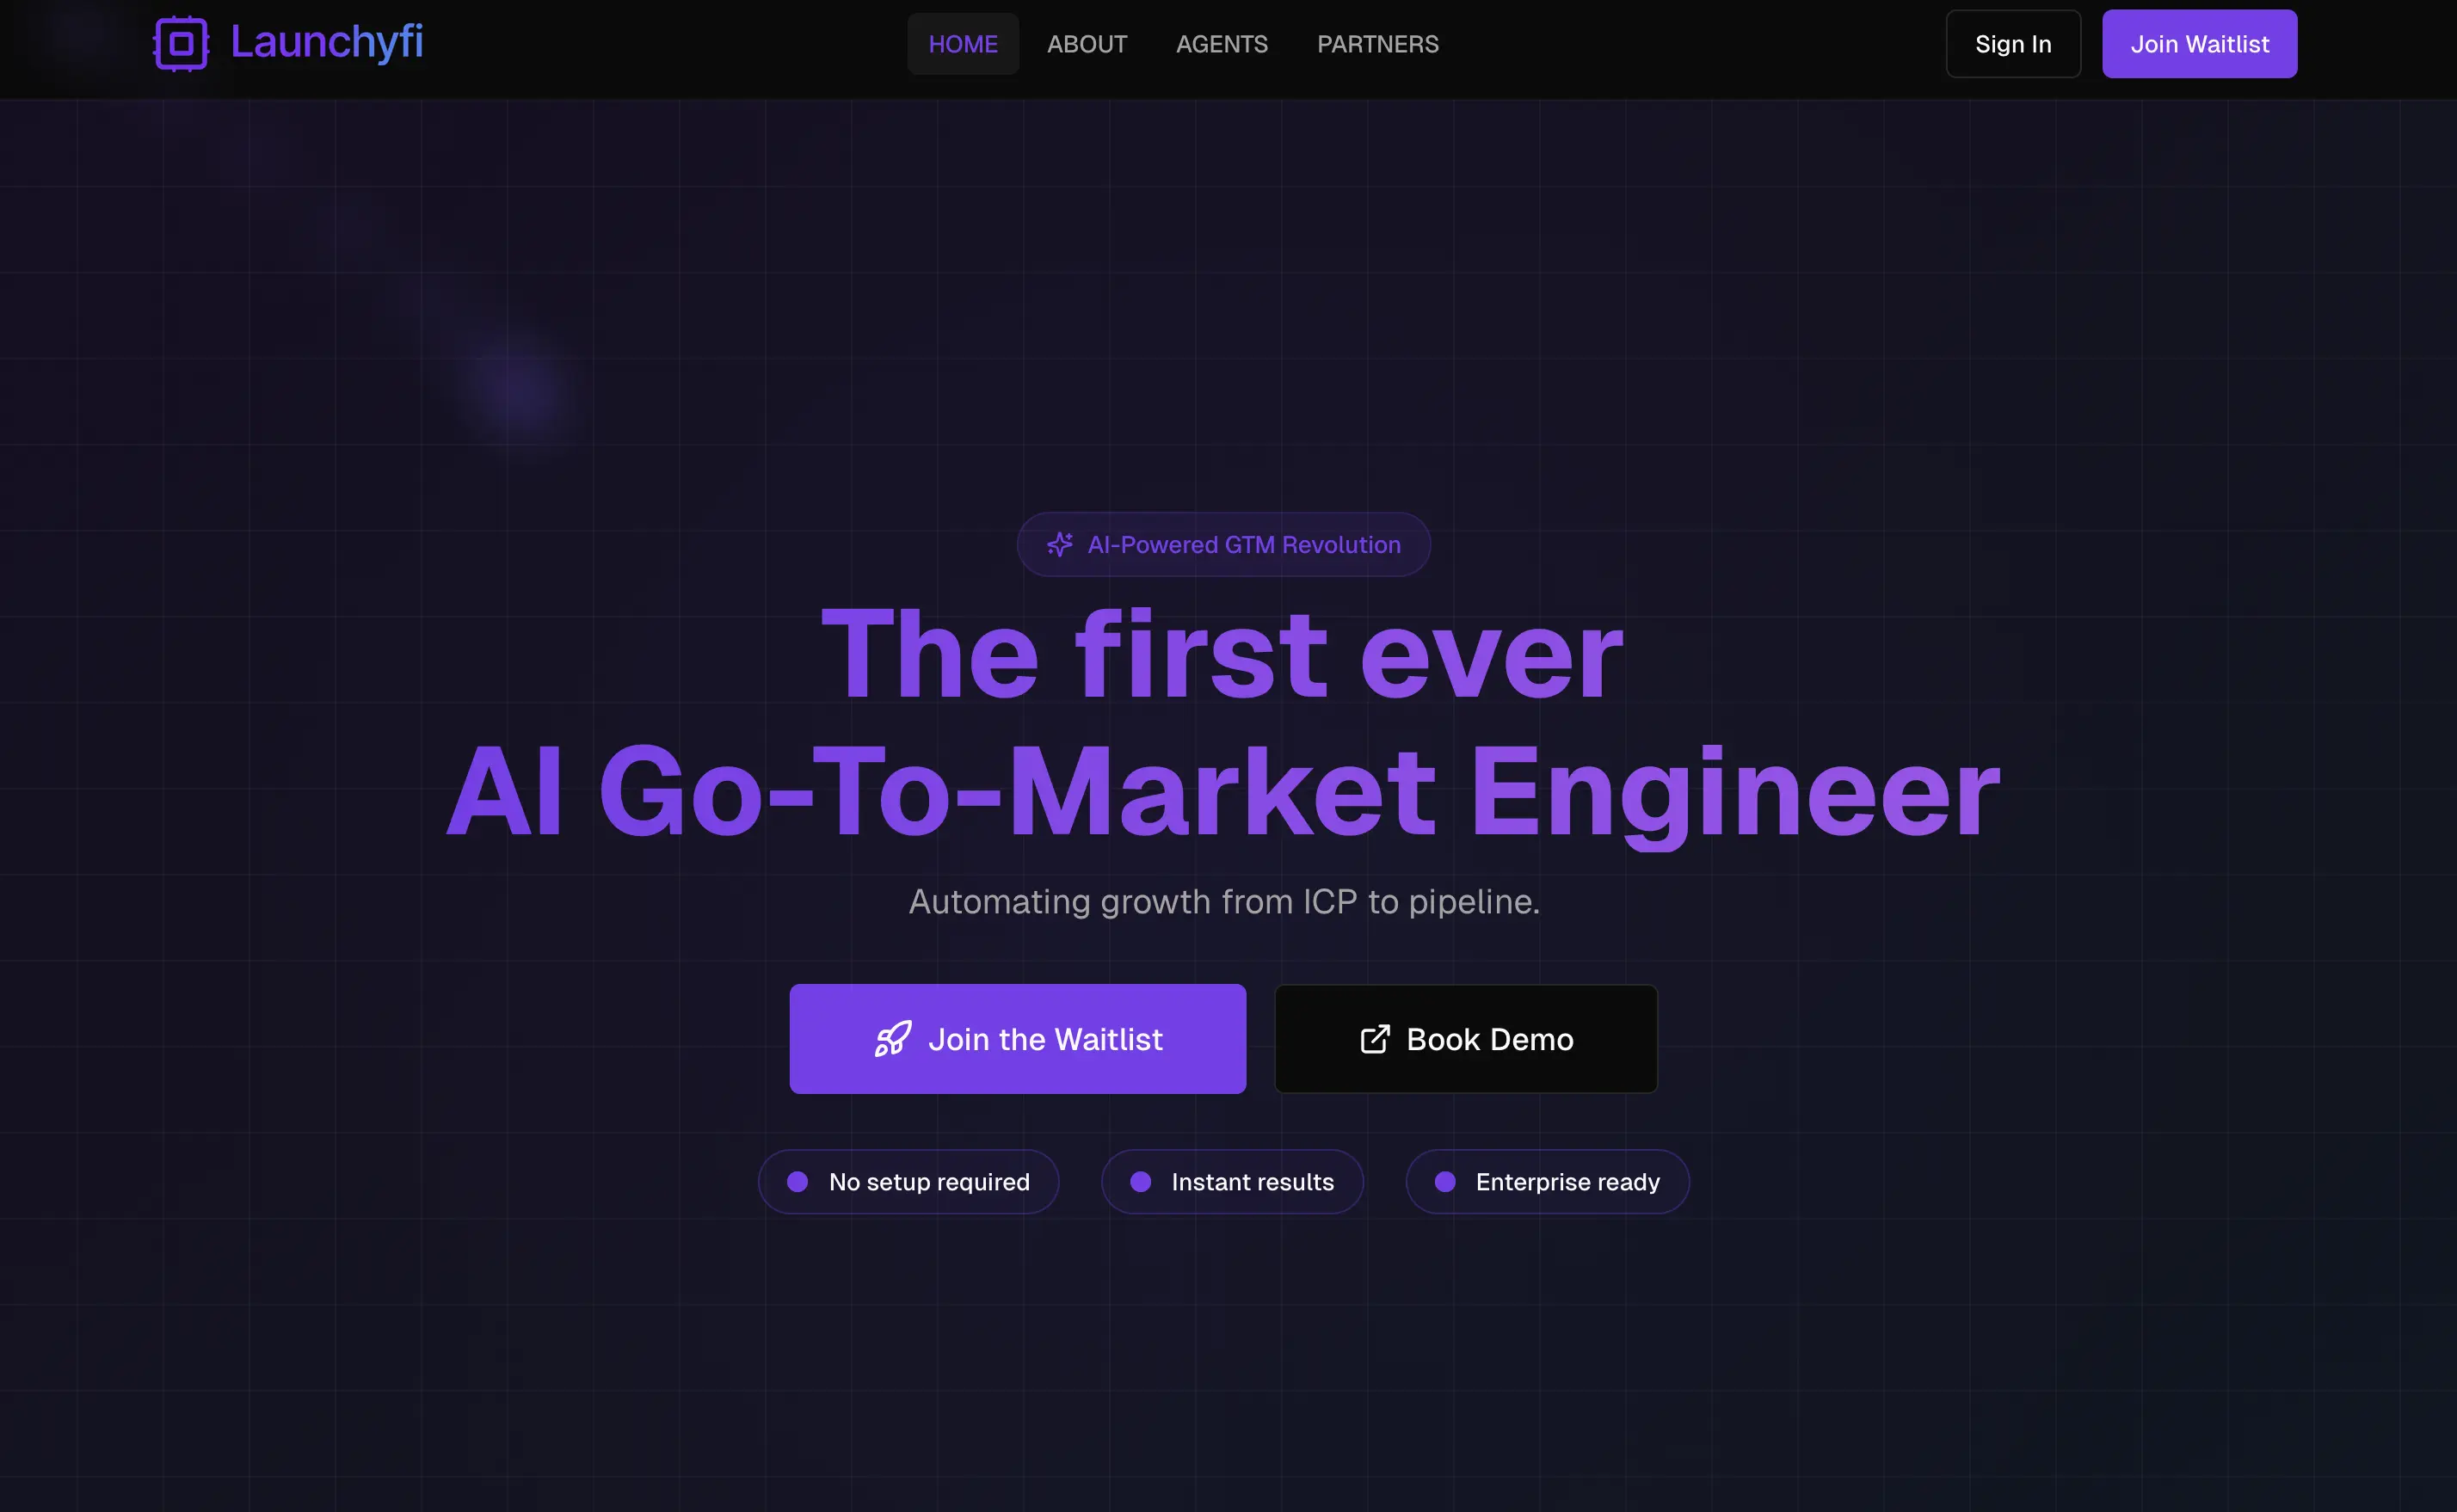 Launchyfi
HOME
ABOUT
AGENTS
PARTNERS
Sign In
Join Waitlist
AI-Powered GTM Revolution
The first ever
AI Go-To-Market Engineer
Automating growth from ICP to pipeline.
Join the Waitlist
Book Demo
No setup required
Instant results
Enterprise ready